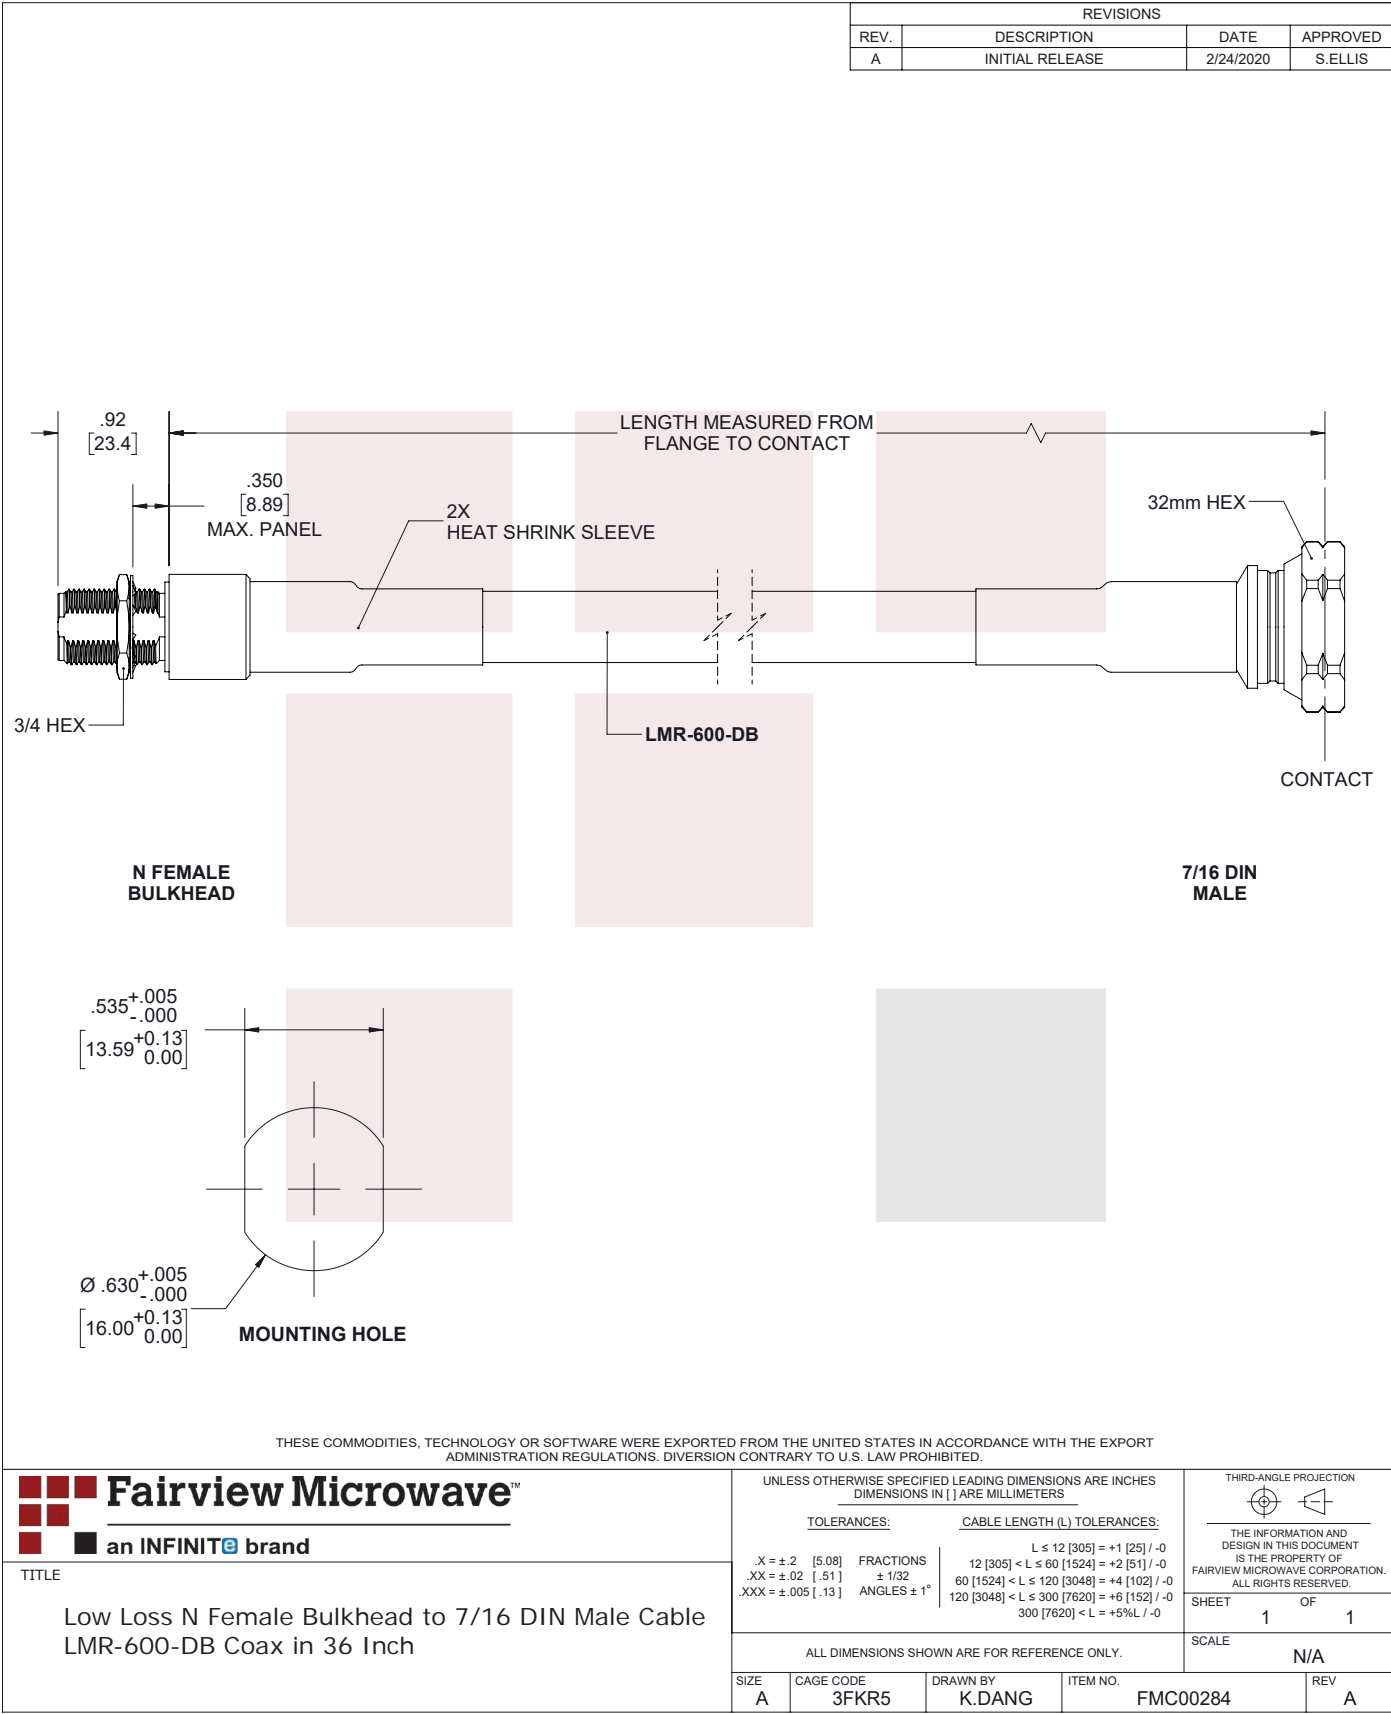 REVISIONS
REV. DESCRIPTION DATE APPROVED
A INITIAL RELEASE 2/24/2020 S.ELLIS
.92
[23.4]
LENGTH MEASURED FROM
FLANGE TO CONTACT
.350
[8.89]
MAX. PANEL
2X
HEAT SHRINK SLEEVE
32mm HEX
3/4 HEX
LMR-600-DB
CONTACT
N FEMALE
BULKHEAD
7/16 DIN
MALE
.535 +.005
-.000
[13.59 +0.13
0.00]
Ø .630 +.005
-.000
[16.00 +0.13
0.00]
MOUNTING HOLE
THESE COMMODITIES, TECHNOLOGY OR SOFTWARE WERE EXPORTED FROM THE UNITED STATES IN ACCORDANCE WITH THE EXPORT
ADMINISTRATION REGULATIONS. DIVERSION CONTRARY TO U.S. LAW PROHIBITED.
Fairview Microwave™
an INFINITe brand
TITLE
Low Loss N Female Bulkhead to 7/16 DIN Male Cable
LMR-600-DB Coax in 36 Inch
UNLESS OTHERWISE SPECIFIED LEADING DIMENSIONS ARE INCHES
DIMENSIONS IN [ ] ARE MILLIMETERS
TOLERANCES:
.X = ±.2 [5.08] FRACTIONS
.XX = ±.02 [ .51 ] ± 1/32
.XXX = ±.005 [ .13 ] ANGLES ± 1°
CABLE LENGTH (L) TOLERANCES:
L ≤ 12 [305] = +1 [25] / -0
12 [305] < L ≤ 60 [1524] = +2 [51] / -0
60 [1524] < L ≤ 120 [3048] = +4 [102] / -0
120 [3048] < L ≤ 300 [7620] = +6 [152] / -0
300 [7620] < L = +5%L / -0
ALL DIMENSIONS SHOWN ARE FOR REFERENCE ONLY.
THIRD-ANGLE PROJECTION
THE INFORMATION AND
DESIGN IN THIS DOCUMENT
IS THE PROPERTY OF
FAIRVIEW MICROWAVE CORPORATION.
ALL RIGHTS RESERVED.
SHEET 1 OF 1
SCALE
N/A
SIZE CAGE CODE DRAWN BY ITEM NO. REV
A 3FKR5 K.DANG FMC00284 A